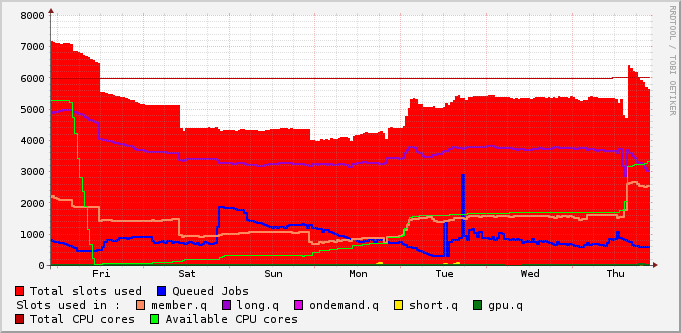 8000
7000
6000
5000
4000
3000
2000
1000
0
Fri Sat Sun Mon Tue Wed Thu
RRDTOOL / TOBI OETIKER
Total slots used Queued Jobs
Slots used in : member.q long.q ondemand.q short.q gpu.q
Total CPU cores Available CPU cores